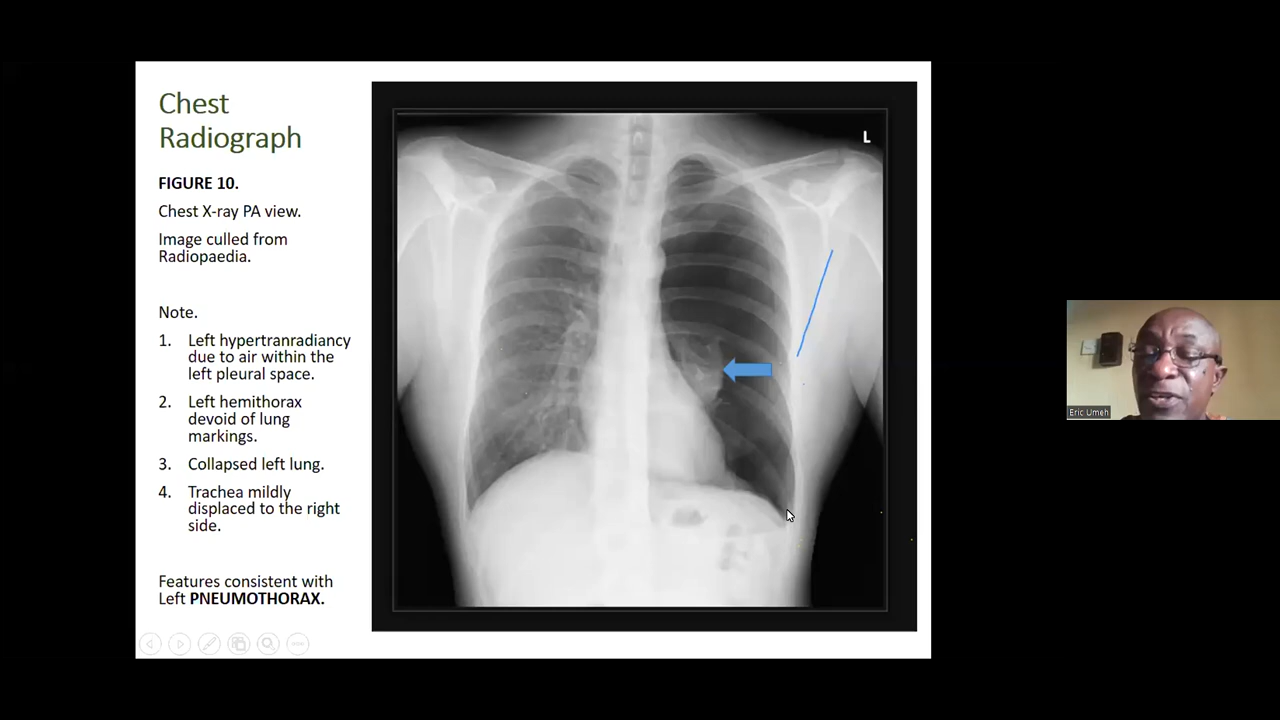 Chest
Radiograph
FIGURE 10.
Chest X-ray PA view.
Image culled from
Radiopaedia.
Note.
1. Left hypertranradiancy
due to air within the
left pleural space.
2. Left hemithorax
devoid of lung
markings.
3. Collapsed left lung.
4. Trachea mildly
displaced to the right
side.
Features consistent with
Left PNEUMOTHORAX.
L
Eric Umeh